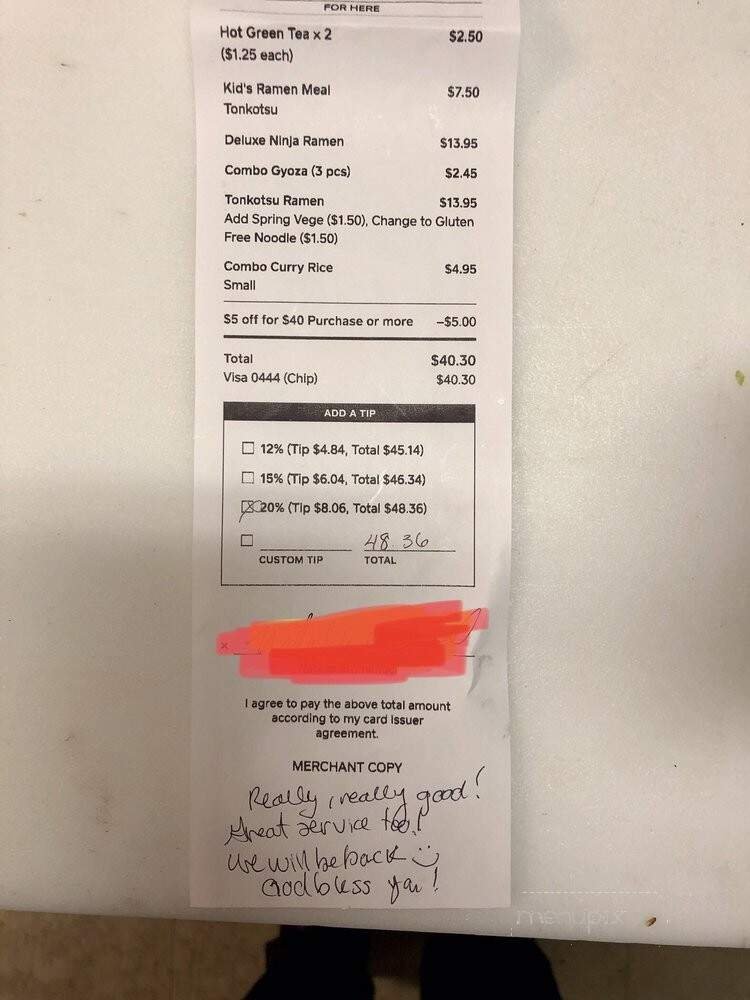 FOR HERE
Hot Green Tea x 2 $2.50
($1.25 each)
Kid's Ramen Meal $7.50
Tonkotsu
Deluxe Ninja Ramen $13.95
Combo Gyoza (3 pcs) $2.45
Tonkotsu Ramen $13.95
Add Spring Vege ($1.50), Change to Gluten
Free Noodle ($1.50)
Combo Curry Rice $4.95
Small
$5 off for $40 Purchase or more -$5.00
Total $40.30
Visa 0444 (Chip) $40.30
ADD A TIP
12% (Tip $4.84, Total $45.14)
15% (Tip $6.04, Total $46.34)
20% (Tip $8.06, Total $48.36)
48.36
CUSTOM TIP TOTAL
x
I agree to pay the above total amount
according to my card issuer
agreement.
MERCHANT COPY
Really, really good!
Great service too!
We will be back :)
God bless you!
menupix